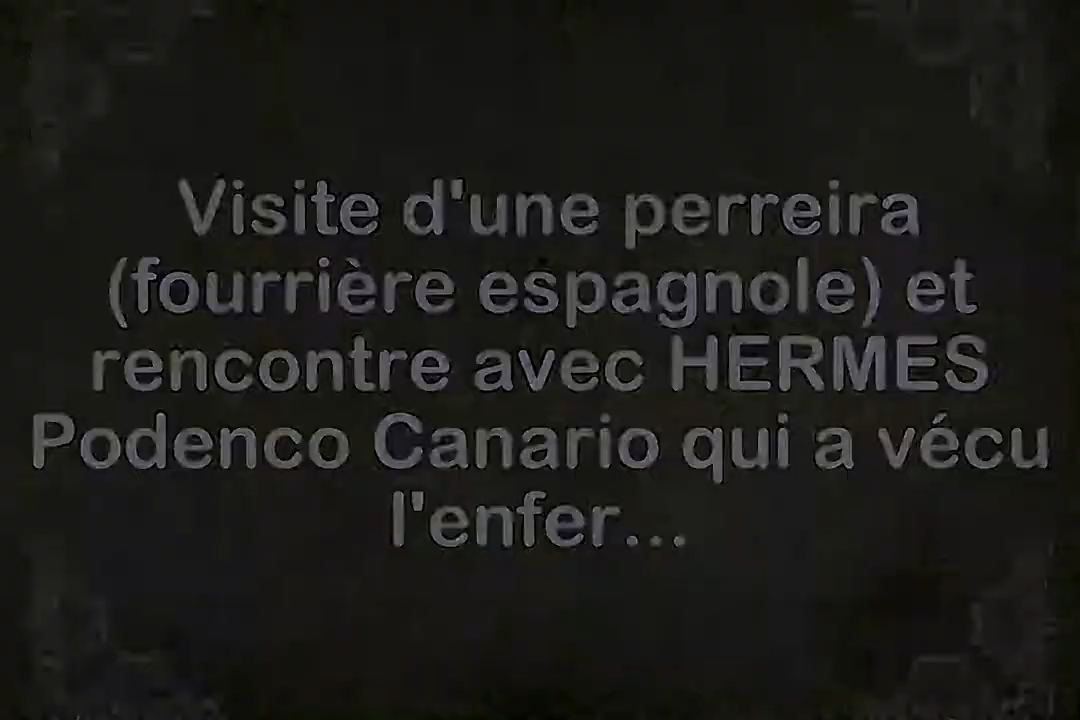 Visite d'une perreira
(fourrière espagnole) et
rencontre avec HERMES
Podenco Canario qui a vécu
l'enfer...